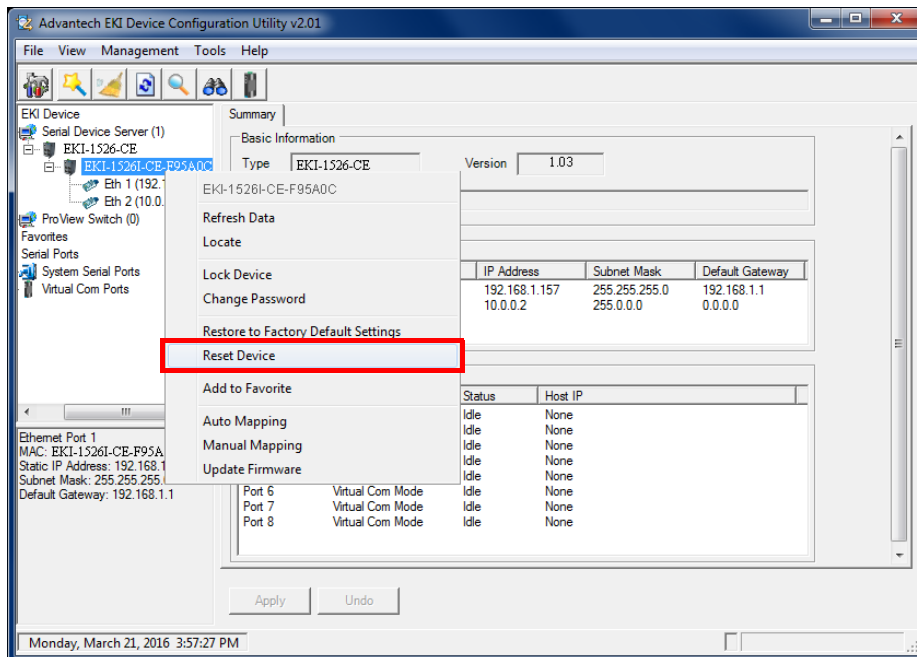 Advantech EKI Device Configuration Utility v2.01
File View Management Tools Help
EKI Device
Serial Device Server (1)
EKI-1526-CE
EKI-1526I-CE-F95A0C
Eth 1 (192.1
Eth 2 (10.0.
ProView Switch (0)
Favorites
Serial Ports
System Serial Ports
Virtual Com Ports
Ethernet Port 1
MAC: EKI-1526I-CE-F95A
Static IP Address: 192.168.1
Subnet Mask: 255.255.255.
Default Gateway: 192.168.1.1
Summary
Basic Information
Type EKI-1526-CE Version 1.03
EKI-1526I-CE-F95A0C
Refresh Data
Locate
Lock Device
Change Password
Restore to Factory Default Settings
Reset Device
Add to Favorite
Auto Mapping
Manual Mapping
Update Firmware
IP Address Subnet Mask Default Gateway
192.168.1.157 255.255.255.0 192.168.1.1
10.0.0.2 255.0.0.0 0.0.0.0
Status Host IP
Idle None
Idle None
Idle None
Idle None
Idle None
Port 6 Virtual Com Mode Idle None
Port 7 Virtual Com Mode Idle None
Port 8 Virtual Com Mode Idle None
Apply Undo
Monday, March 21, 2016 3:57:27 PM